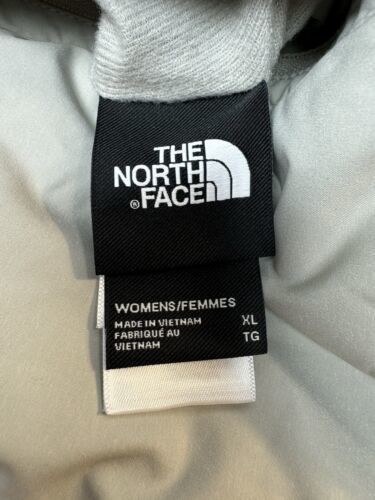 THE
NORTH
® FACE
WOMENS/FEMMES
MADE IN VIETNAM XL
FABRIQUÉ AU TG
VIETNAM